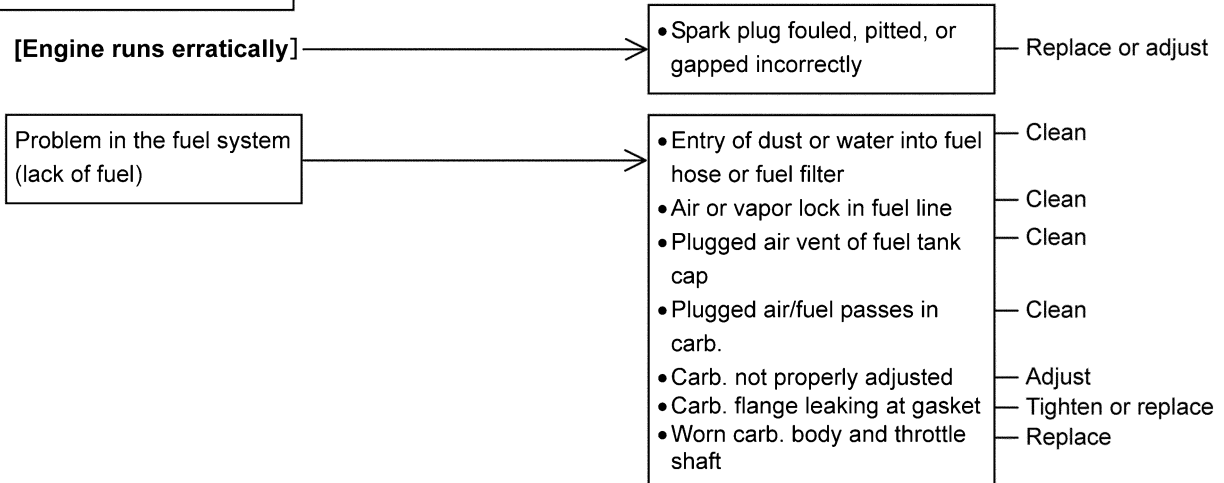 [Engine runs erratically]
•Spark plug fouled, pitted, or
gapped incorrectly
Replace or adjust
Problem in the fuel system
(lack of fuel)
•Entry of dust or water into fuel
hose or fuel filter
Clean
•Air or vapor lock in fuel line
Clean
•Plugged air vent of fuel tank
cap
Clean
•Plugged air/fuel passes in
carb.
Clean
•Carb. not properly adjusted
Adjust
•Carb. flange leaking at gasket
Tighten or replace
•Worn carb. body and throttle
shaft
Replace